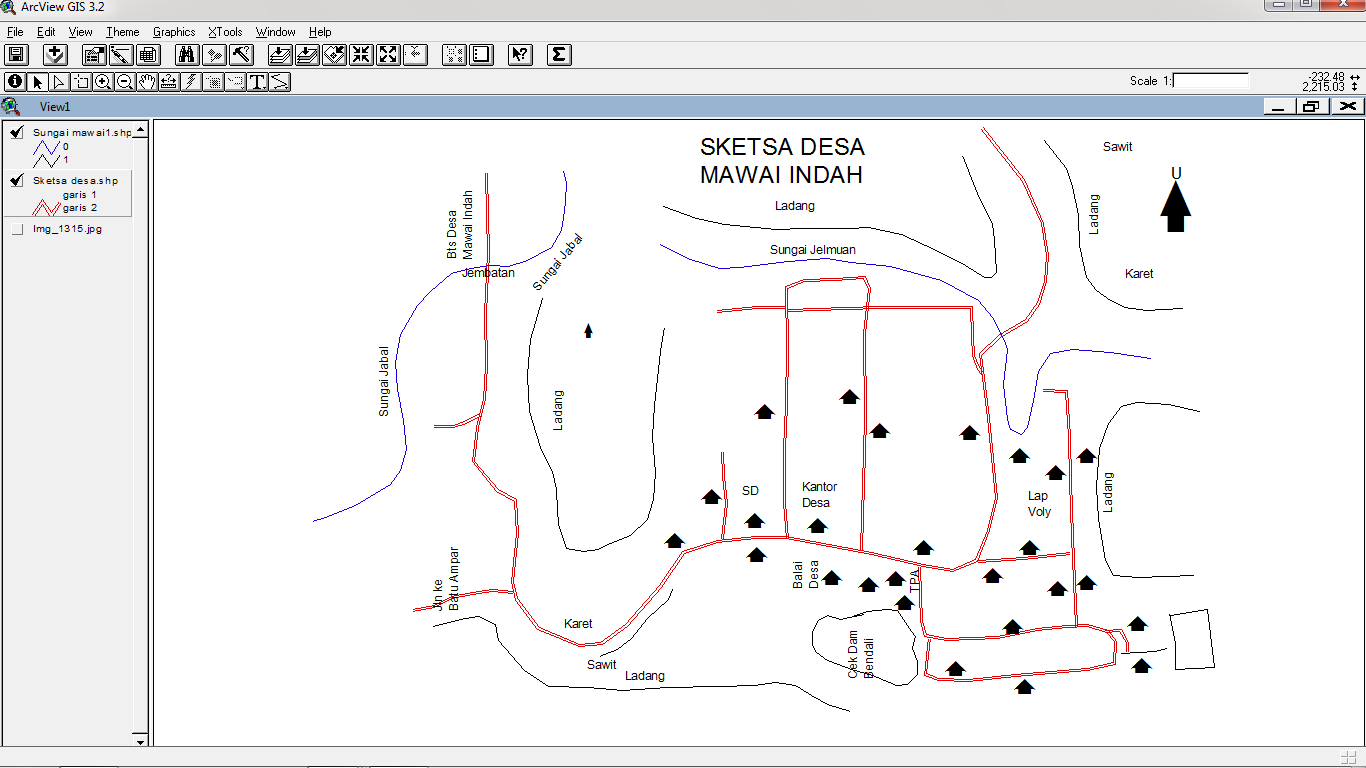 ArcView GIS 3.2
File Edit View Theme Graphics XTools Window Help
Scale 1:
-232.48
2,215.03
View1
Sungai mawai1.shp
0
1
Sketsa desa.shp
garis 1
garis 2
Img_1315.jpg
SKETSA DESA
MAWAI INDAH
Sawit
U
Ladang
Ladang
Bts Desa
Mawai Indah
Sungai Jabal
Sungai Jelmuan
Jembatan
Karet
Sungai Jabal
Ladang
SD
Kantor
Desa
Lap
Voly
Ladang
Jln ke
Batu Ampar
Balai
Desa
TPA
Karet
Cek Dam
Bendali
Sawit
Ladang